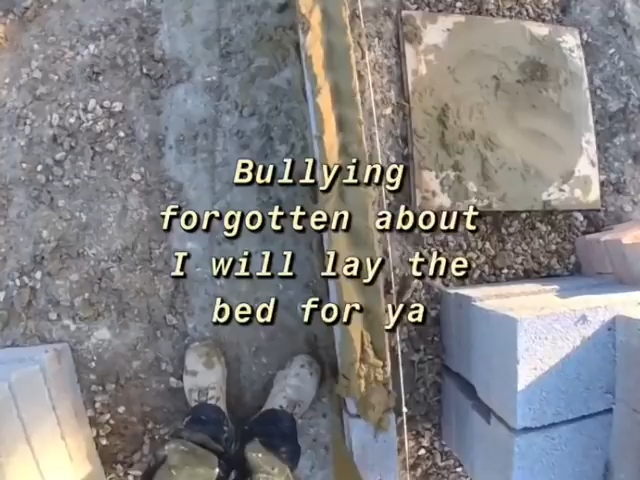 Bullying
forgotten about
I will lay the
bed for ya